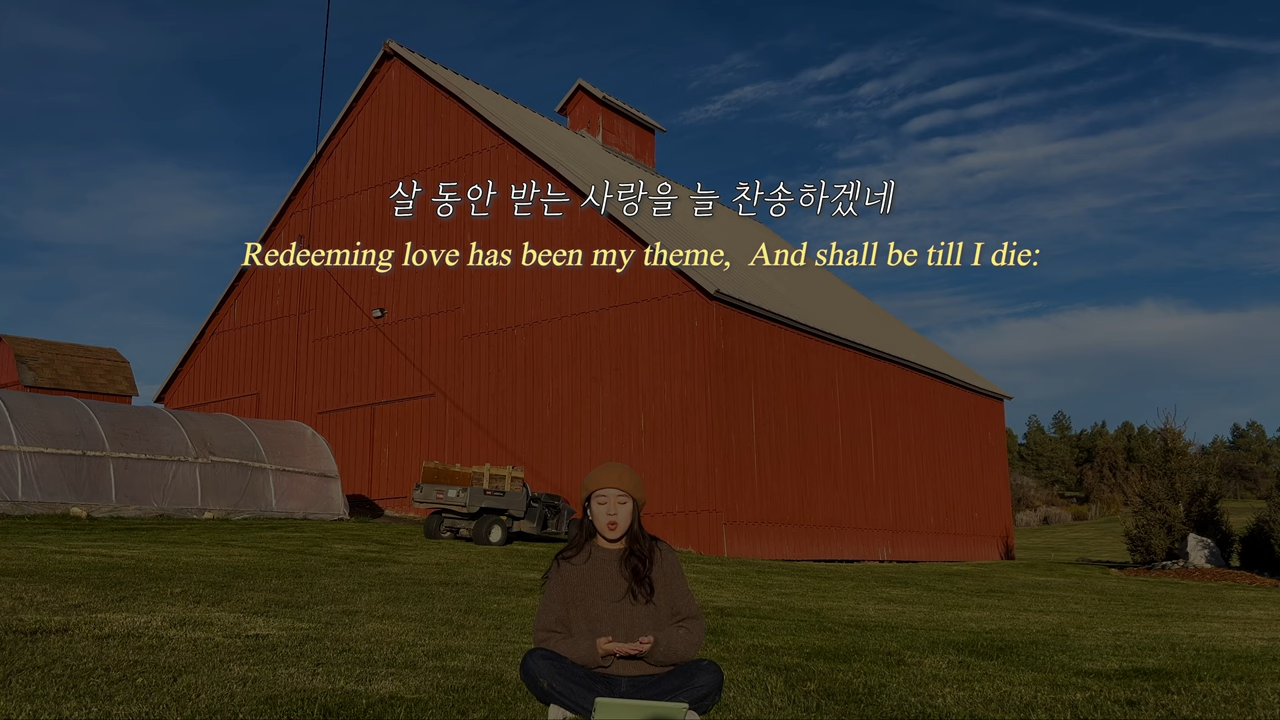 살 동안 받는 사랑을 늘 찬송하겠네
Redeeming love has been my theme,  And shall be till I die: